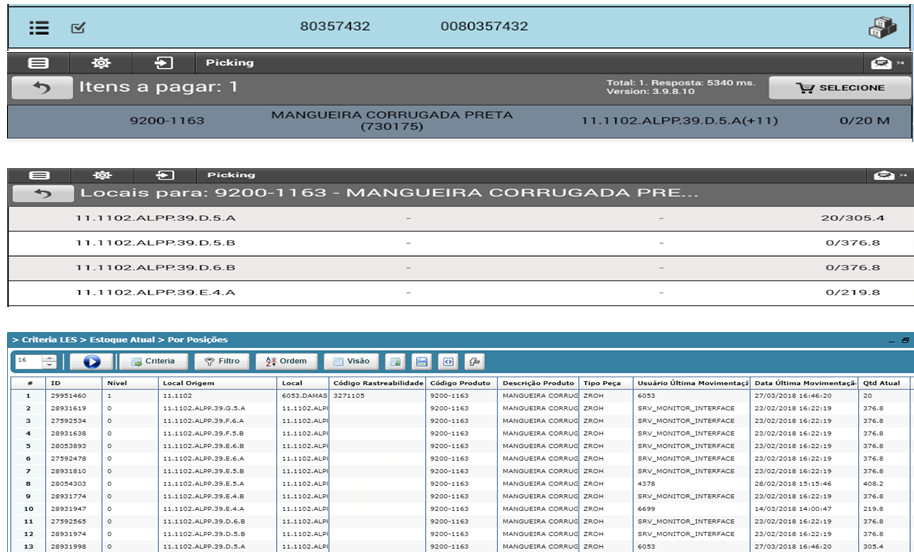 80357432 0080357432
Picking 74
Itens a pagar: 1 Total: 1. Resposta: 5340 ms. Version: 3.9.8.10 SELECIONE
9200-1163 MANGUEIRA CORRUGADA PRETA (730175) 11.1102.ALPP.39.D.5.A(+11) 0/20 M
Picking 74
Locais para: 9200-1163 - MANGUEIRA CORRUGADA PRE...
11.1102.ALPP.39.D.5.A - - 20/305.4
11.1102.ALPP.39.D.5.B - - 0/376.8
11.1102.ALPP.39.D.6.B - - 0/376.8
11.1102.ALPP.39.E.4.A - - 0/219.8
> Criteria LES > Estoque Atual > Por Posições
16 Criteria Filtro Ordem Visão
# ID Nível Local Origem Local Código Rastreabilidade Código Produto Descrição Produto Tipo Peça Usuário Última Movimentaçã Data Última Movimentaçã Qtd Atual
1 29951460 1 11.1102 6053.DAMAS 3271105 9200-1163 MANGUEIRA CORRUG ZROH 6053 27/03/2018 16:46:20 20
2 28931619 0 11.1102.ALPP.39.G.5.A 11.1102.ALPI 9200-1163 MANGUEIRA CORRUG ZROH SRV_MONITOR_INTERFACE 23/02/2018 16:22:19 376.8
3 27592534 0 11.1102.ALPP.39.F.6.A 11.1102.ALPI 9200-1163 MANGUEIRA CORRUG ZROH SRV_MONITOR_INTERFACE 23/02/2018 16:22:19 376.8
4 28931638 0 11.1102.ALPP.39.F.5.B 11.1102.ALPI 9200-1163 MANGUEIRA CORRUG ZROH SRV_MONITOR_INTERFACE 23/02/2018 16:22:19 376.8
5 28053893 0 11.1102.ALPP.39.E.6.B 11.1102.ALPI 9200-1163 MANGUEIRA CORRUG ZROH SRV_MONITOR_INTERFACE 23/02/2018 16:22:19 376.8
6 27592478 0 11.1102.ALPP.39.E.6.A 11.1102.ALPI 9200-1163 MANGUEIRA CORRUG ZROH SRV_MONITOR_INTERFACE 23/02/2018 16:22:19 376.8
7 28931810 0 11.1102.ALPP.39.E.5.B 11.1102.ALPI 9200-1163 MANGUEIRA CORRUG ZROH SRV_MONITOR_INTERFACE 23/02/2018 16:22:19 376.8
8 28054303 0 11.1102.ALPP.39.E.5.A 11.1102.ALPI 9200-1163 MANGUEIRA CORRUG ZROH 4378 28/02/2018 15:15:46 408.2
9 28931774 0 11.1102.ALPP.39.E.4.B 11.1102.ALPI 9200-1163 MANGUEIRA CORRUG ZROH SRV_MONITOR_INTERFACE 23/02/2018 16:22:19 376.8
10 28931947 0 11.1102.ALPP.39.E.4.A 11.1102.ALPI 9200-1163 MANGUEIRA CORRUG ZROH 6699 14/03/2018 14:00:47 219.8
11 27592565 0 11.1102.ALPP.39.D.6.B 11.1102.ALPI 9200-1163 MANGUEIRA CORRUG ZROH SRV_MONITOR_INTERFACE 23/02/2018 16:22:19 376.8
12 28931974 0 11.1102.ALPP.39.D.5.B 11.1102.ALPI 9200-1163 MANGUEIRA CORRUG ZROH SRV_MONITOR_INTERFACE 23/02/2018 16:22:19 376.8
13 28931998 0 11.1102.ALPP.39.D.5.A 11.1102.ALPI 9200-1163 MANGUEIRA CORRUG ZROH 6053 27/03/2018 16:46:20 305.4